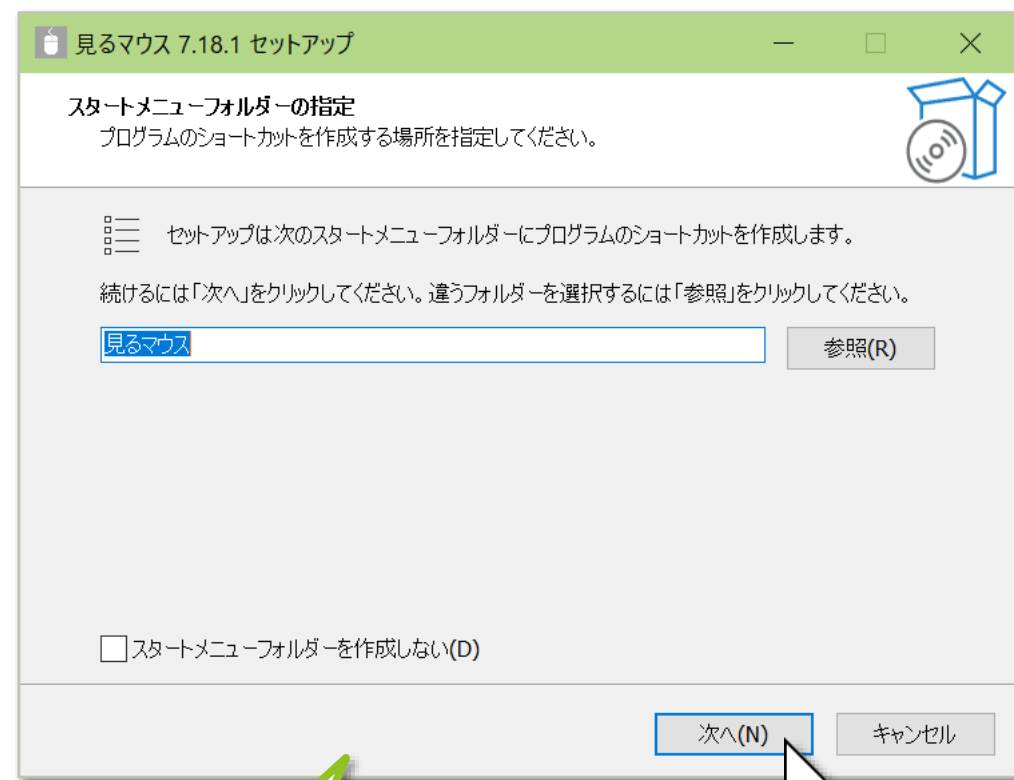 見るマウス 7.18.1 セットアップ
スタートメニューフォルダーの指定
プログラムのショートカットを作成する場所を指定してください。
セットアップは次のスタートメニューフォルダーにプログラムのショートカットを作成します。
続けるには「次へ」をクリックしてください。違うフォルダーを選択するには「参照」をクリックしてください。
見るマウス
参照(R)
スタートメニューフォルダーを作成しない(D)
次へ(N)
キャンセル